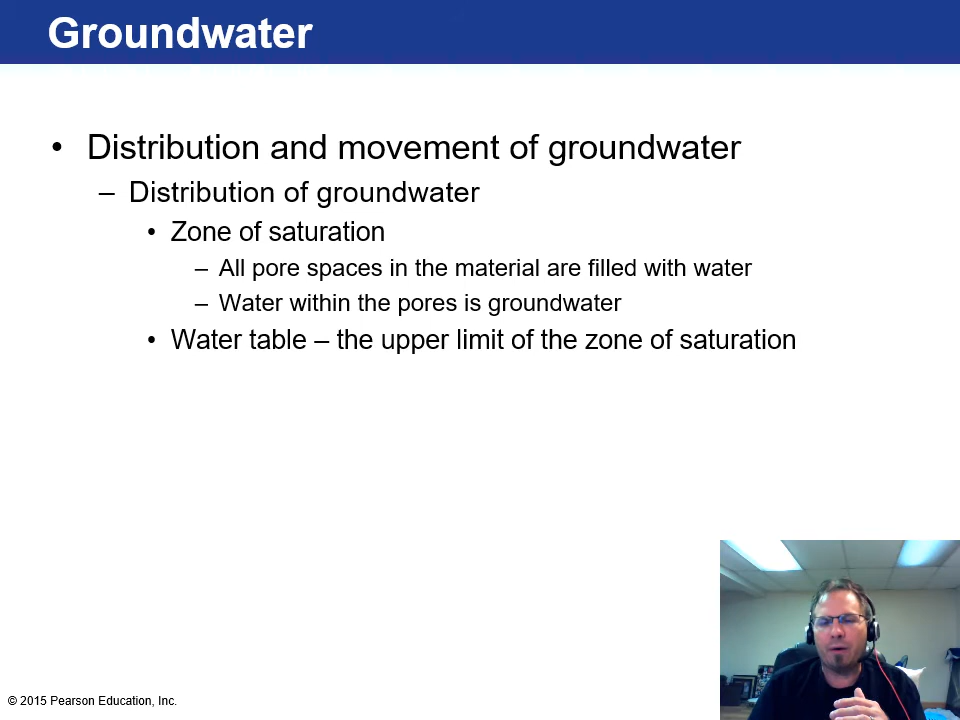 Groundwater
• Distribution and movement of groundwater
– Distribution of groundwater
• Zone of saturation
– All pore spaces in the material are filled with water
– Water within the pores is groundwater
• Water table – the upper limit of the zone of saturation
© 2015 Pearson Education, Inc.